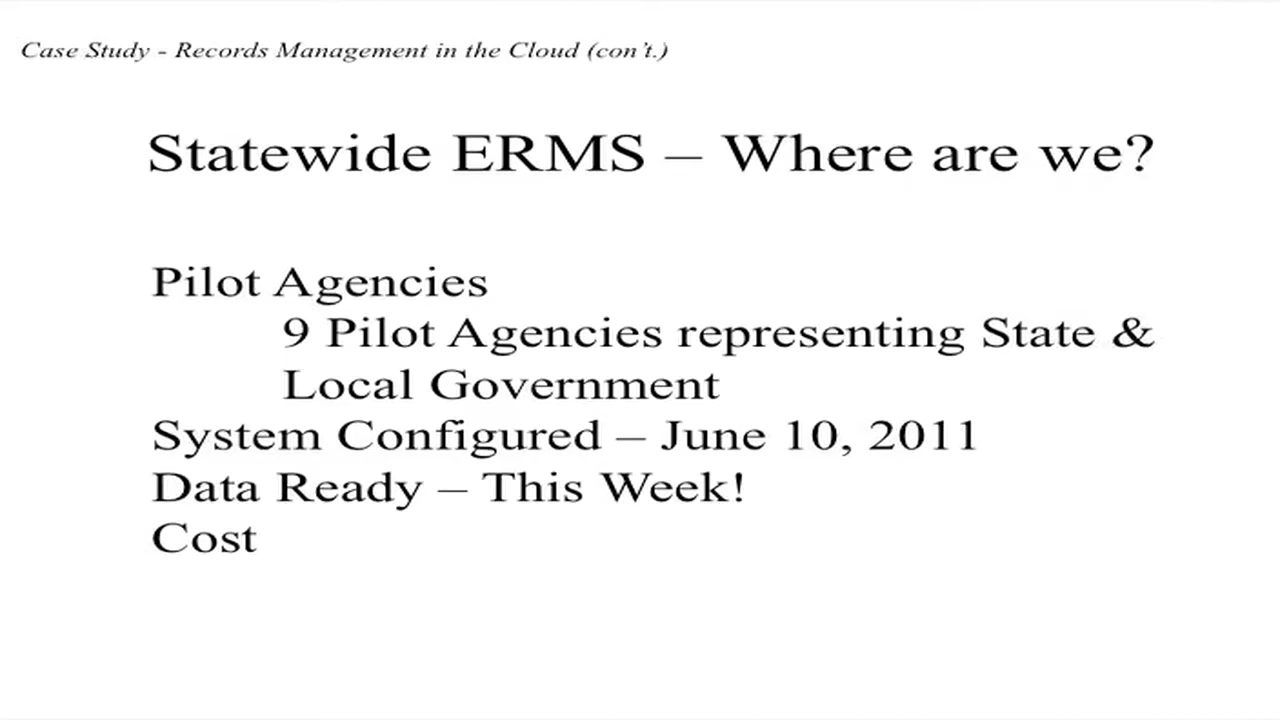 Case Study - Records Management in the Cloud (con't.)
Statewide ERMS – Where are we?
Pilot Agencies
9 Pilot Agencies representing State &
Local Government
System Configured – June 10, 2011
Data Ready – This Week!
Cost